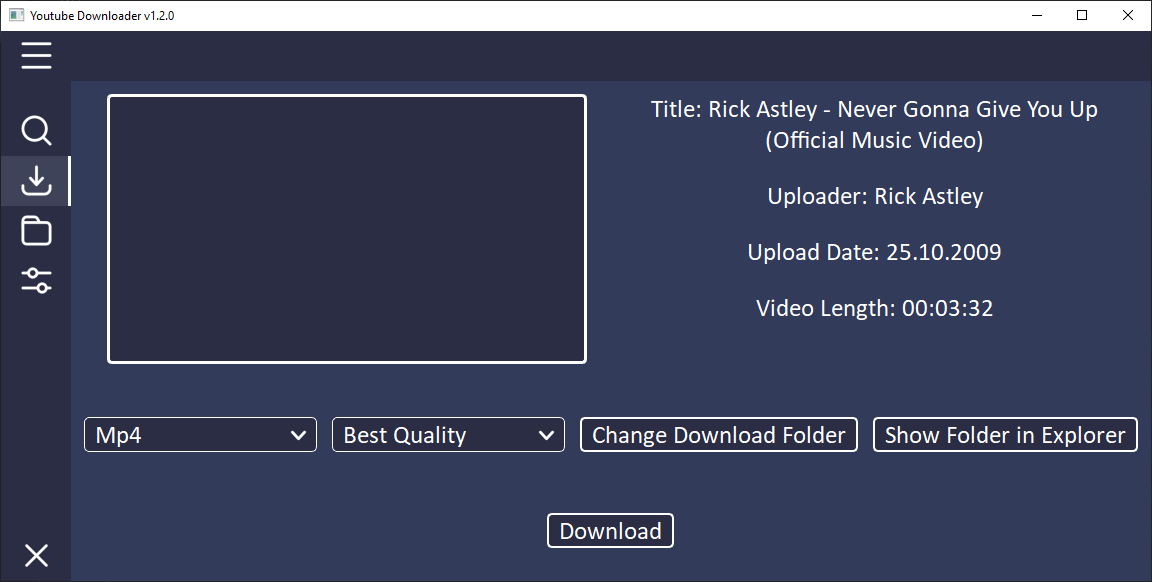 Youtube Downloader v1.2.0
Title: Rick Astley - Never Gonna Give You Up
(Official Music Video)
Uploader: Rick Astley
Upload Date: 25.10.2009
Video Length: 00:03:32
Mp4
Best Quality
Change Download Folder
Show Folder in Explorer
Download